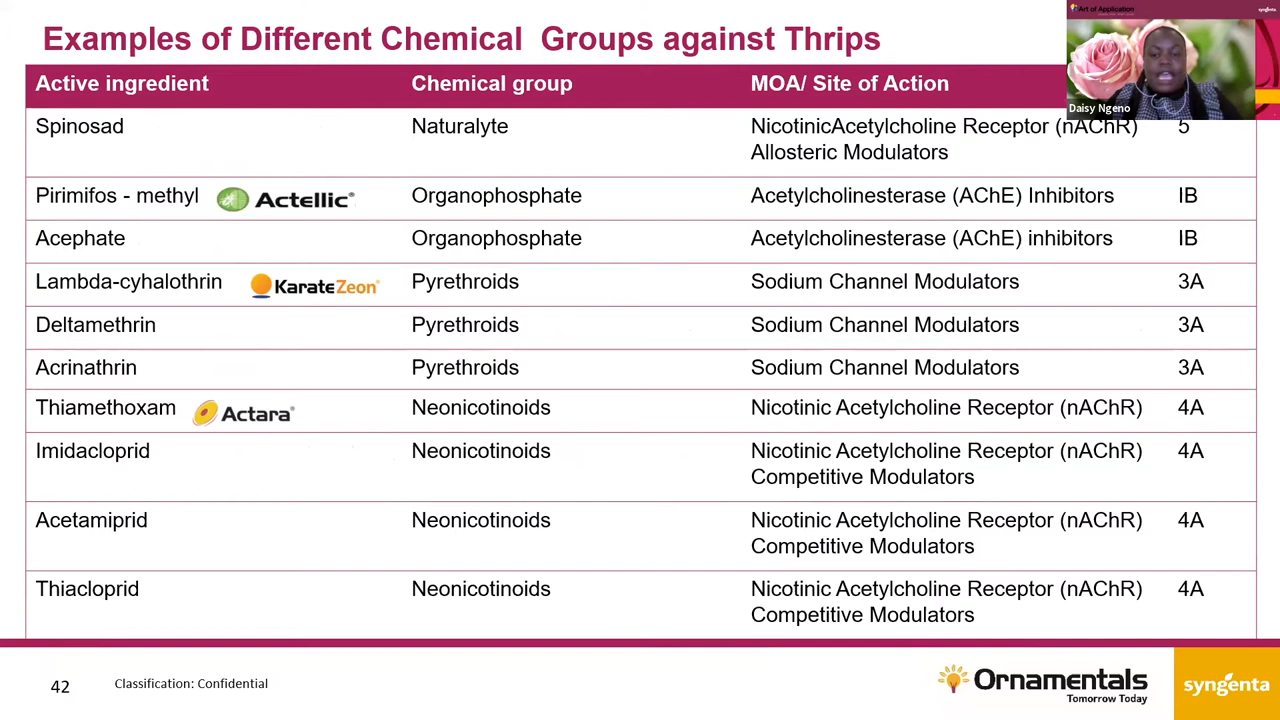 Examples of Different Chemical Groups against Thrips
Art of Application
syngenta
Daisy Ngeno
Active ingredient Chemical group MOA/ Site of Action
Spinosad Naturalyte NicotinicAcetylcholine Receptor (nAChR) 5
Allosteric Modulators
Pirimifos - methyl Actellic® Organophosphate Acetylcholinesterase (AChE) Inhibitors IB
Acephate Organophosphate Acetylcholinesterase (AChE) inhibitors IB
Lambda-cyhalothrin KarateZeon® Pyrethroids Sodium Channel Modulators 3A
Deltamethrin Pyrethroids Sodium Channel Modulators 3A
Acrinathrin Pyrethroids Sodium Channel Modulators 3A
Thiamethoxam Actara® Neonicotinoids Nicotinic Acetylcholine Receptor (nAChR) 4A
Imidacloprid Neonicotinoids Nicotinic Acetylcholine Receptor (nAChR) 4A
Competitive Modulators
Acetamiprid Neonicotinoids Nicotinic Acetylcholine Receptor (nAChR) 4A
Competitive Modulators
Thiacloprid Neonicotinoids Nicotinic Acetylcholine Receptor (nAChR) 4A
Competitive Modulators
42 Classification: Confidential
Ornamentals
Tomorrow Today
syngenta